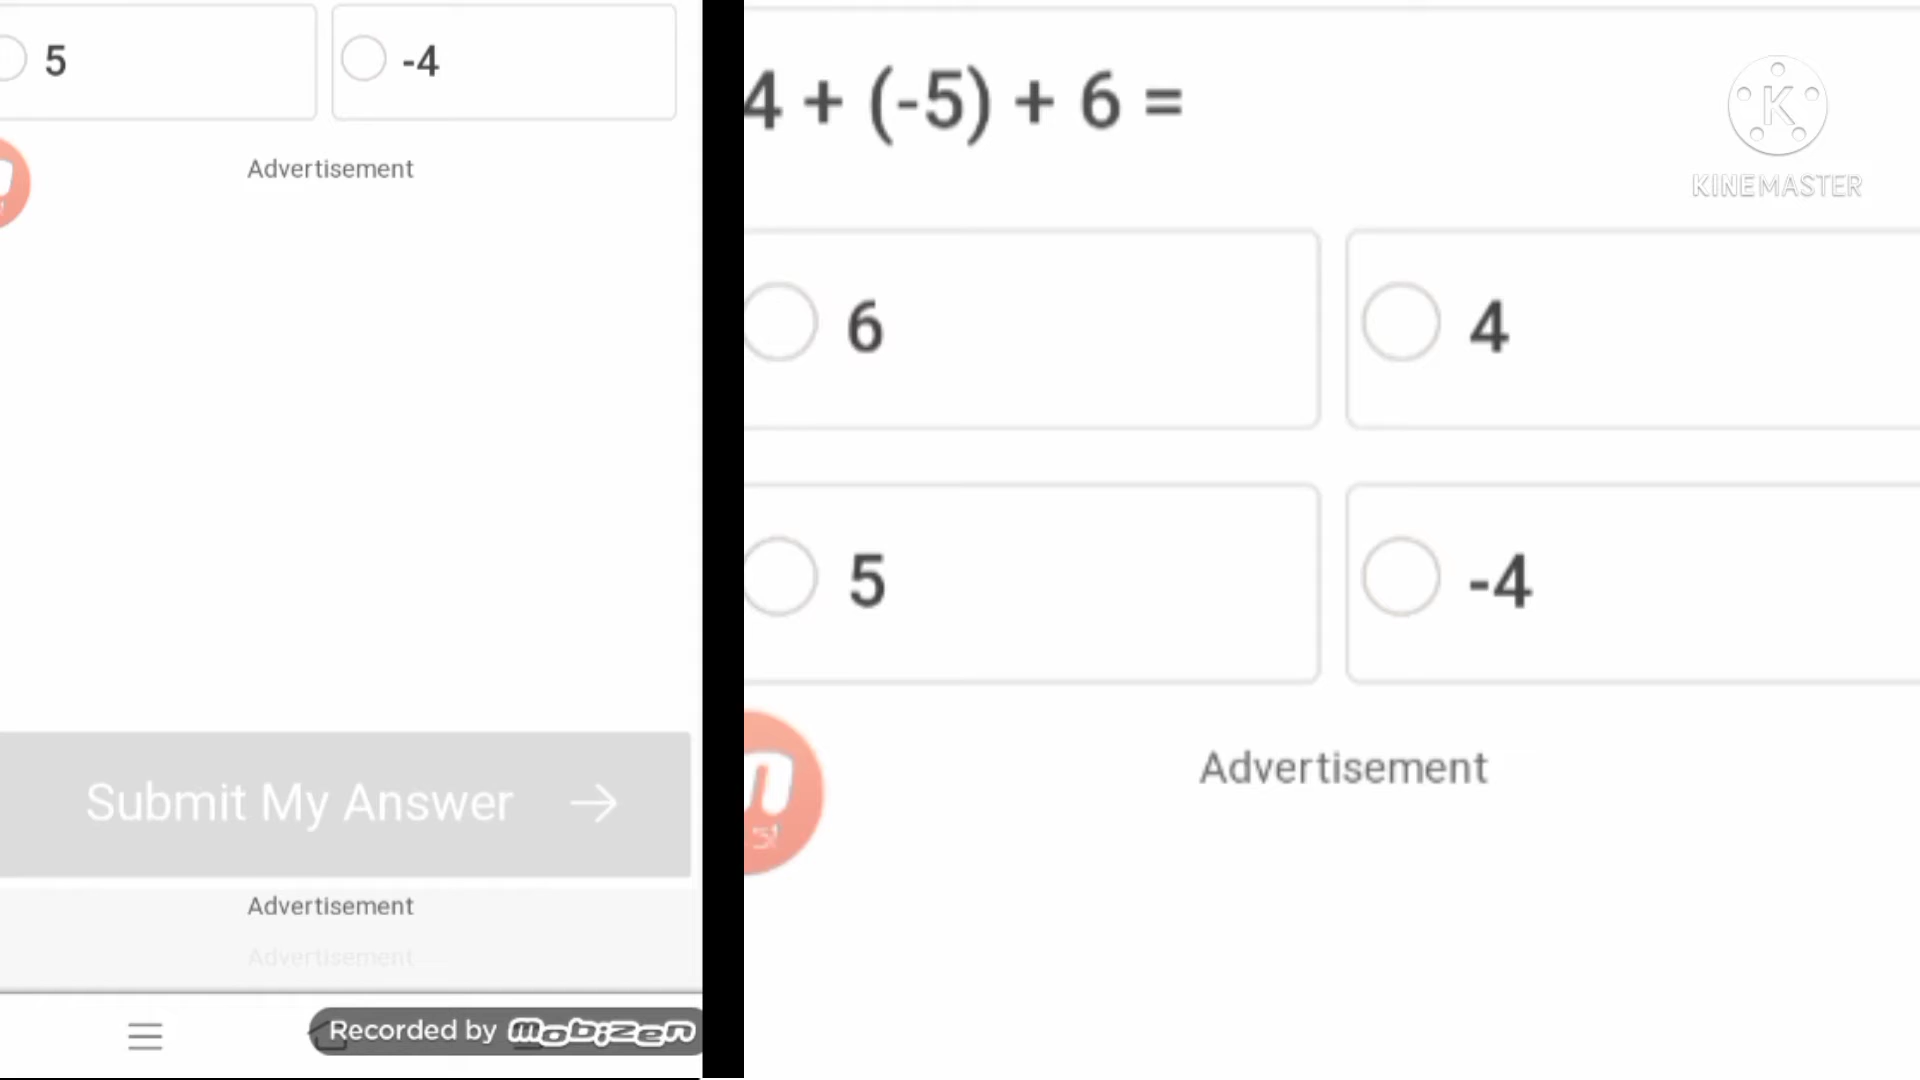 5
-4
Advertisement
Submit My Answer
Advertisement
Advertisement
Recorded by mobizen
4 + (-5) + 6 =
K
KINEMASTER
6
4
5
-4
Advertisement